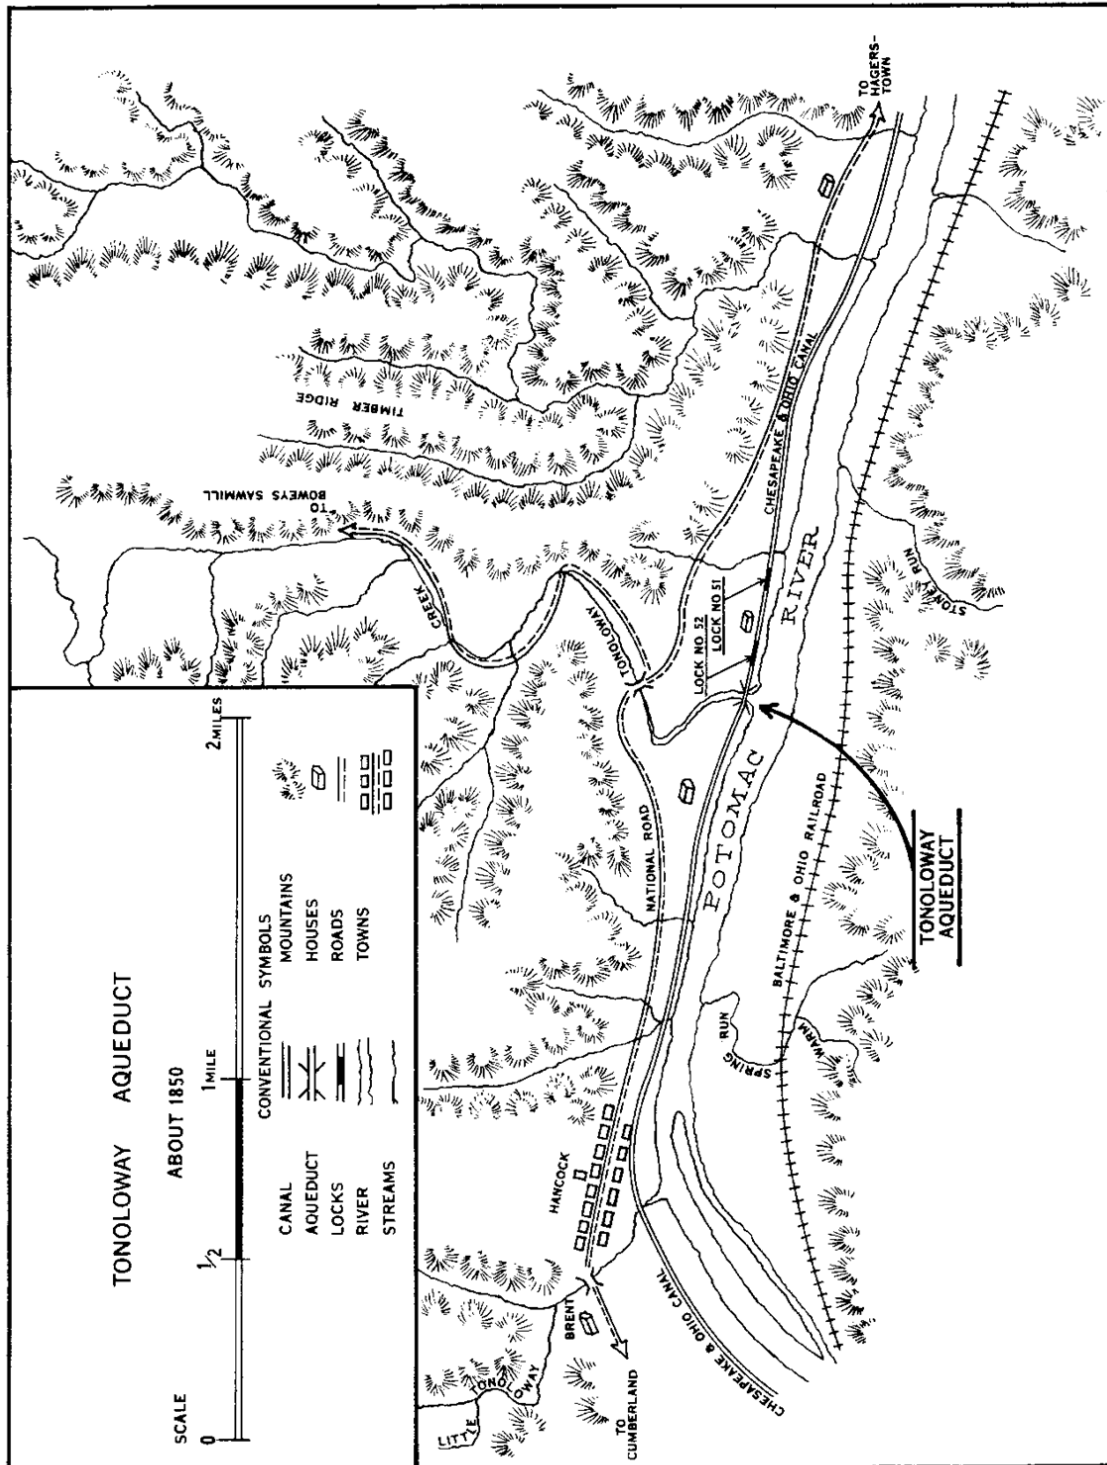 TONOLOWAY AQUEDUCT
ABOUT 1850
SCALE
0
1/2
1 MILE
2 MILES
CONVENTIONAL SYMBOLS
CANAL
AQUEDUCT
LOCKS
RIVER
STREAMS
MOUNTAINS
HOUSES
ROADS
TOWNS
LITTLE
TONOLOWAY
BRENT
TO
CUMBERLAND
HANCOCK
CHESAPEAKE & OHIO CANAL
NATIONAL ROAD
SPRING
RUN
WARM
BALTIMORE & OHIO RAILROAD
POTOMAC
RIVER
TONOLOWAY
AQUEDUCT
TONOLOWAY
CREEK
TO
BOWEYS SAWMILL
TIMBER RIDGE
LOCK NO 52
LOCK NO 51
CHESAPEAKE & OHIO CANAL
STONEY RUN
TO
HAGERS-
TOWN